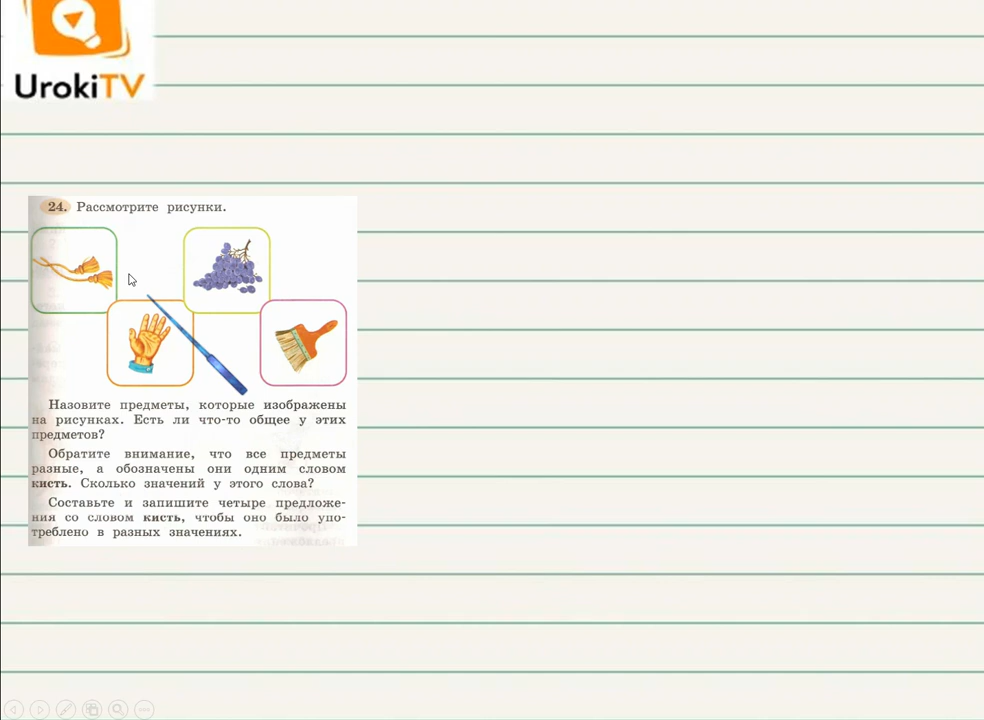 UrokiTV
24. Рассмотрите рисунки.
Назовите предметы, которые изображены
на рисунках. Есть ли что-то общее у этих
предметов?
Обратите внимание, что все предметы
разные, а обозначены они одним словом
кисть. Сколько значений у этого слова?
Составьте и запишите четыре предложе-
ния со словом кисть, чтобы оно было упо-
треблено в разных значениях.